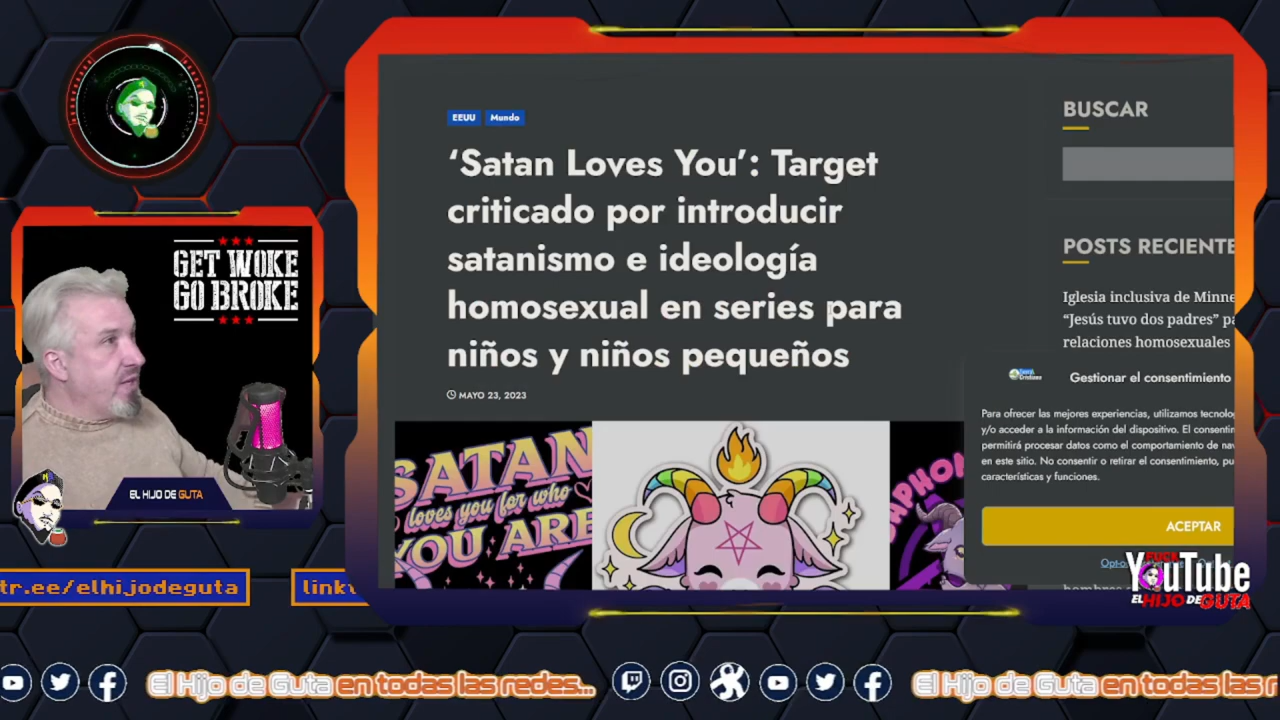 EEUU Mundo
‘Satan Loves You’: Target
criticado por introducir
satanismo e ideología
homosexual en series para
niños y niños pequeños
MAYO 23, 2023
SATAN
loves you for who
YOU ARE
BUSCAR
POSTS RECIENTE
Iglesia inclusiva de Minne
“Jesús tuvo dos padres” pa
relaciones homosexuales
Gestionar el consentimiento
Para ofrecer las mejores experiencias, utilizamos tecnolo
y/o acceder a la información del dispositivo. El consentim
permitirá procesar datos como el comportamiento de nav
en este sitio. No consentir o retirar el consentimiento, pu
características y funciones.
ACEPTAR
GET WOKE
GO BROKE
EL HIJO DE GUTA
tr.ee/elhijodeguta
link
YouTube
EL HIJO DE GUTA
El Hijo de Guta en todas las redes...
El Hijo de Guta en todas las r